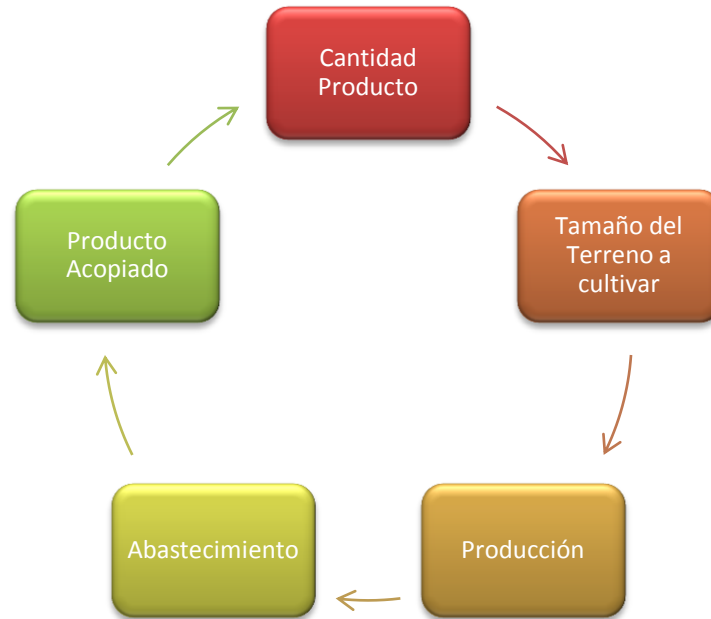 Cantidad
Producto
Tamaño del
Terreno a
cultivar
Producción
Abastecimiento
Producto
Acopiado